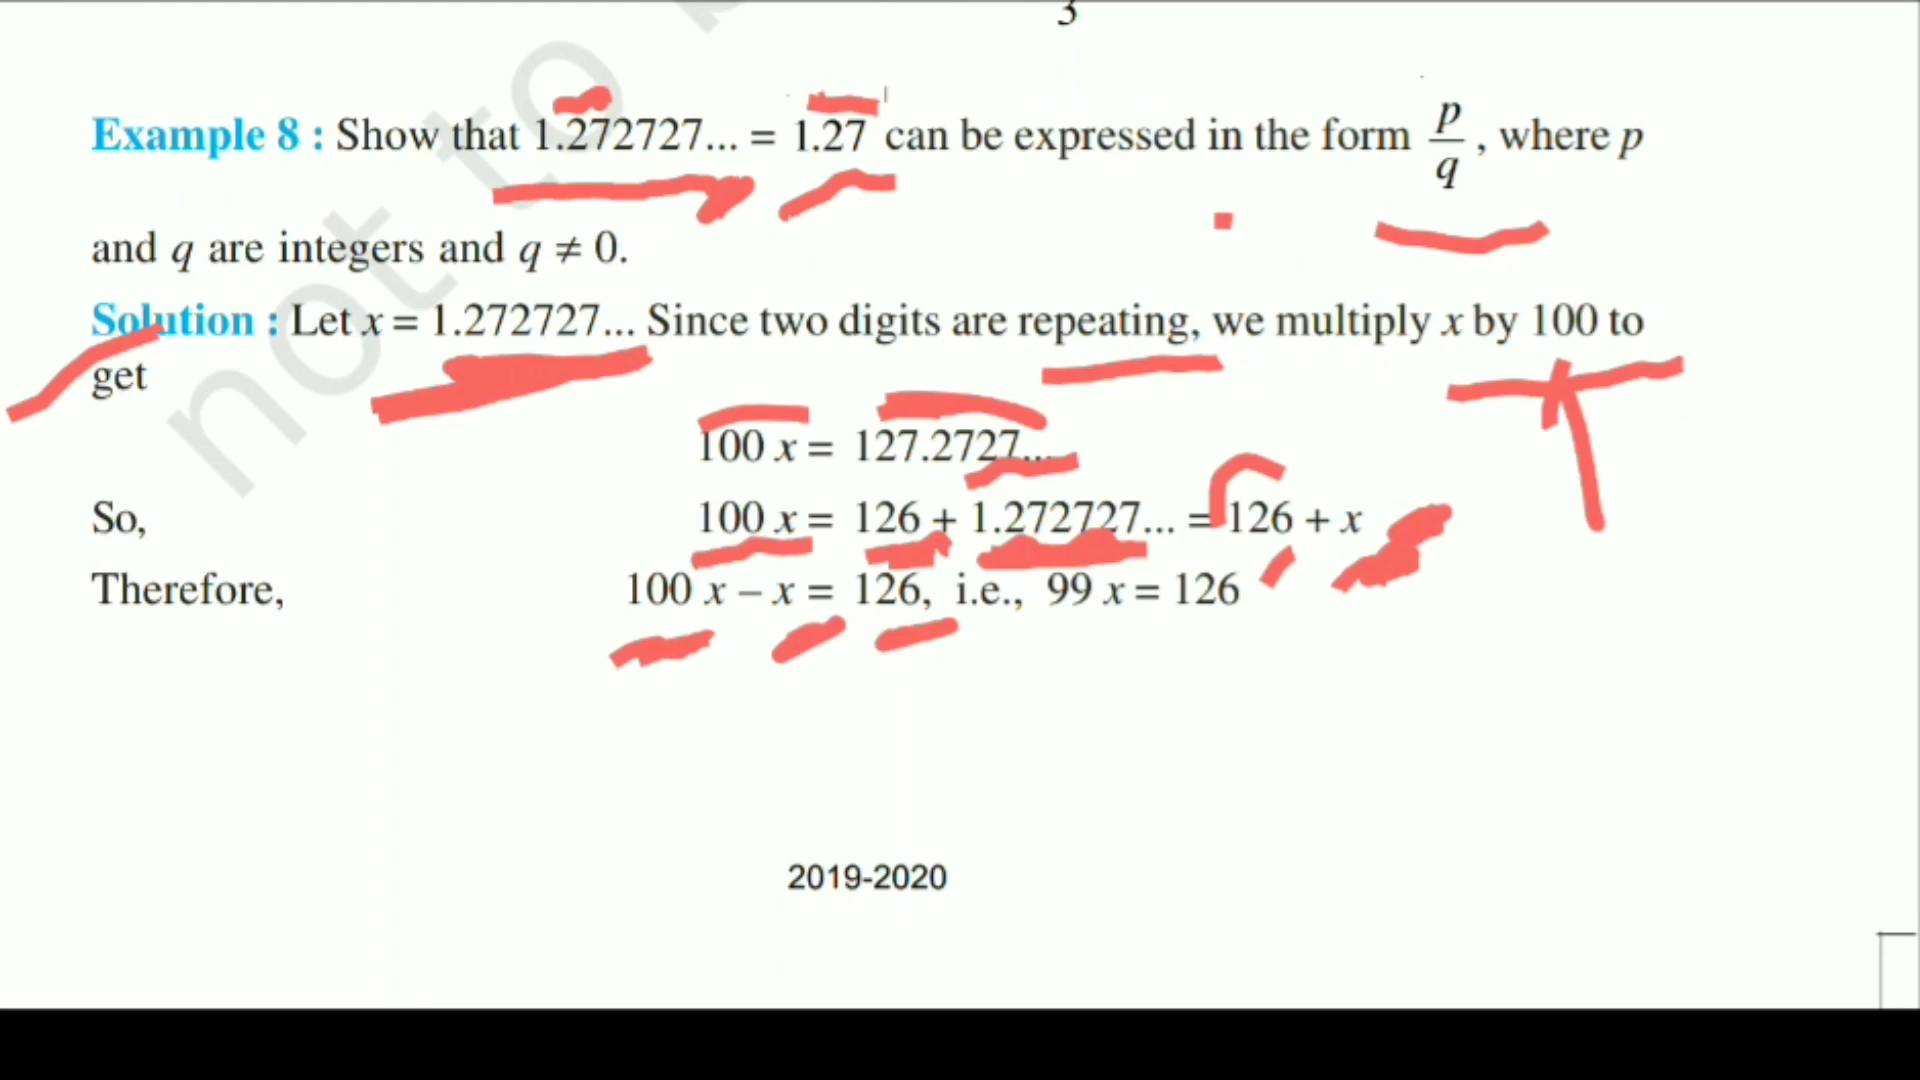 3
Example 8 : Show that 1.272727... = 1.27 can be expressed in the form p/q, where p
and q are integers and q ≠ 0.
Solution : Let x = 1.272727... Since two digits are repeating, we multiply x by 100 to
get
100 x = 127.2727...
So, 100 x = 126 + 1.272727... = 126 + x
Therefore, 100 x – x = 126, i.e., 99 x = 126
2019-2020
not to b